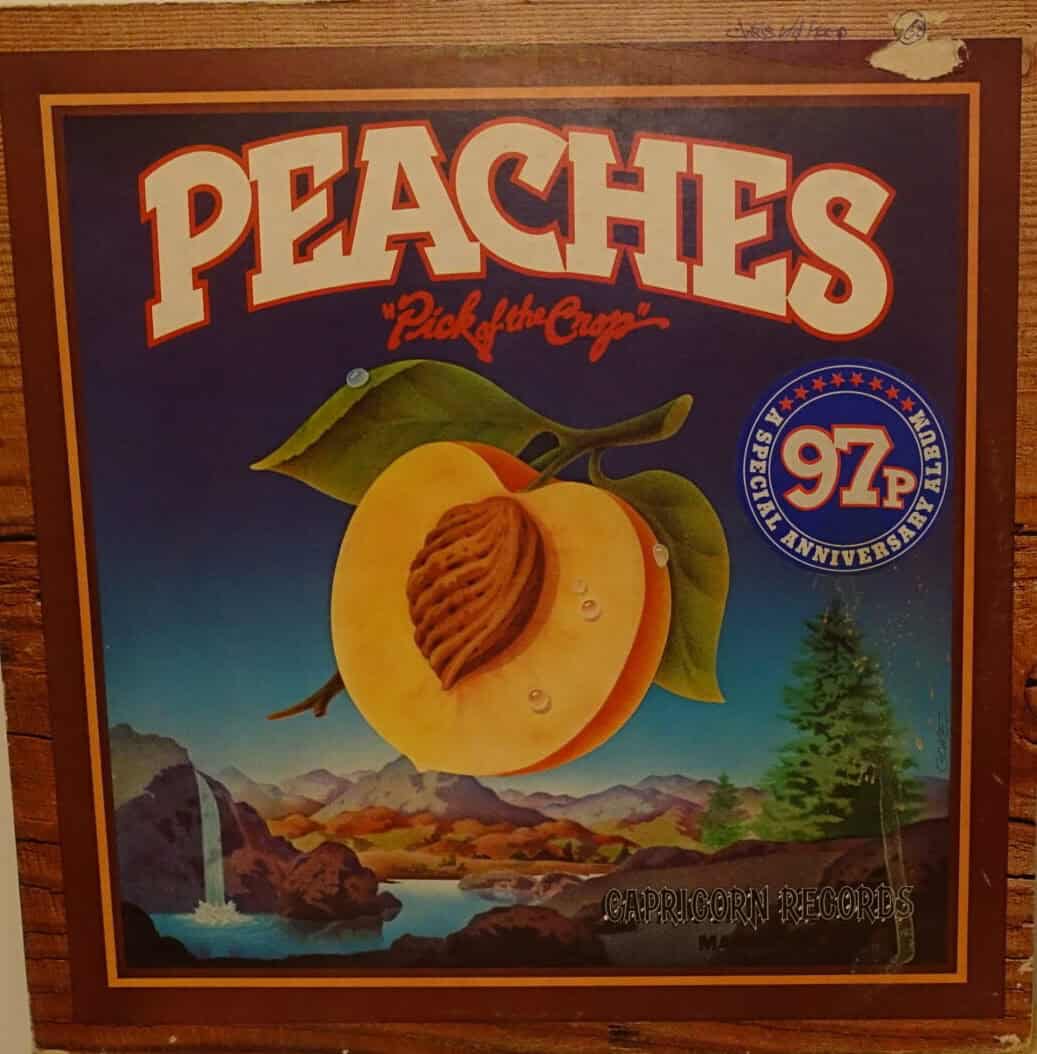 PEACHES
"Pick of the Crop"
A SPECIAL ANNIVERSARY ALBUM
97P
CAPRICORN RECORDS